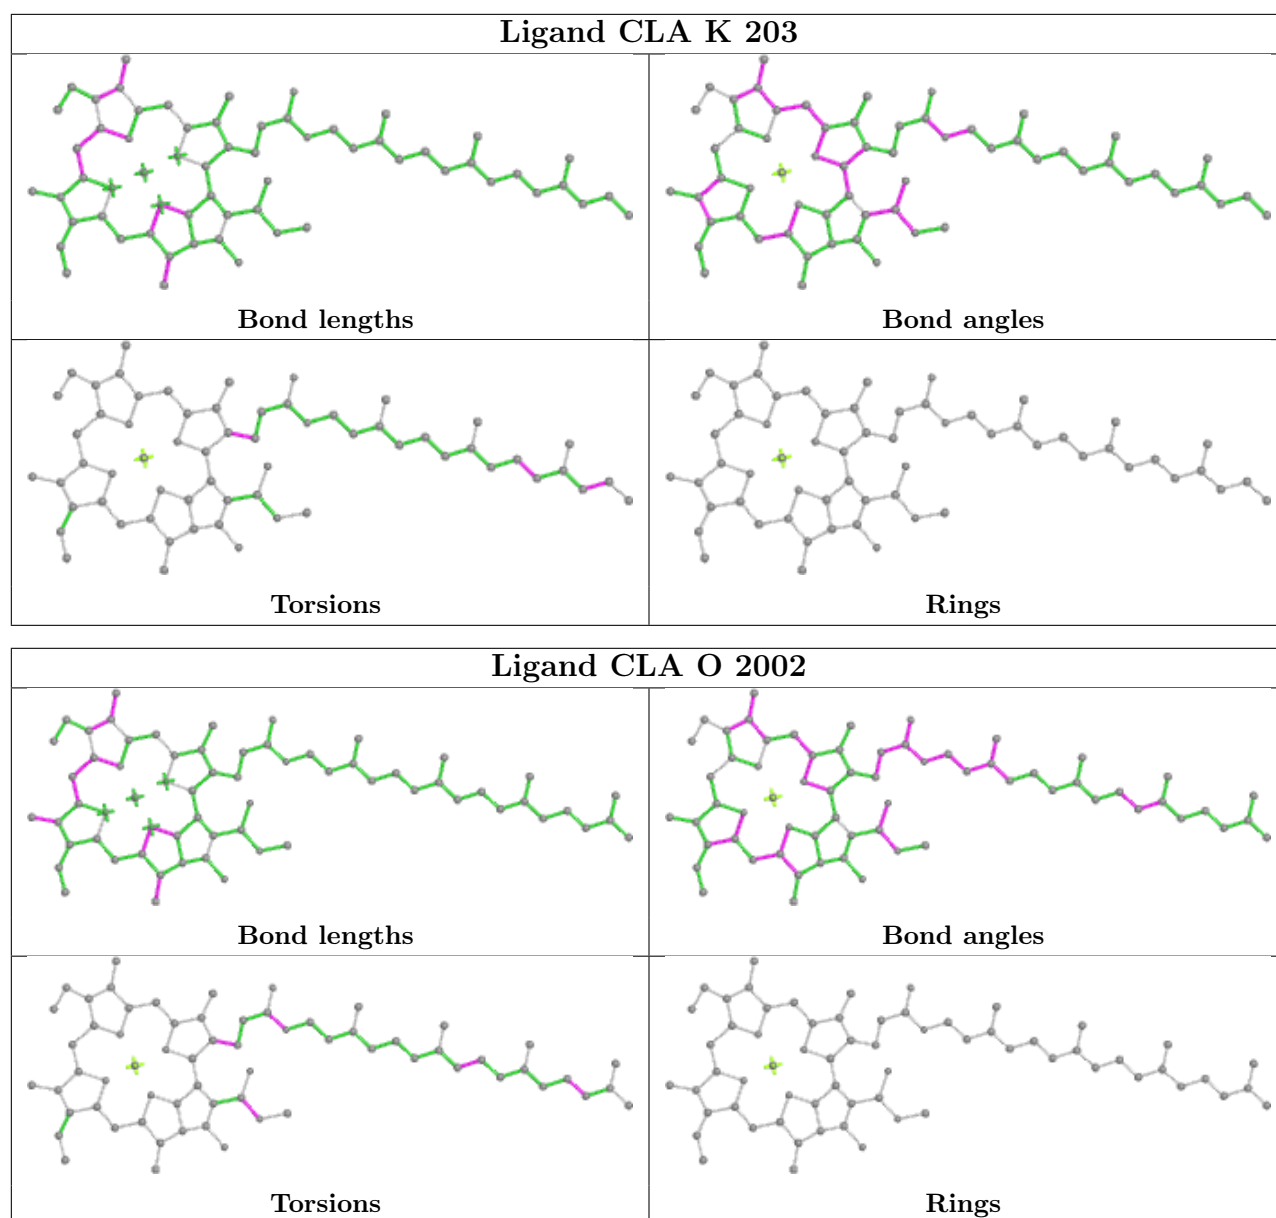 Ligand CLA K 203
Bond lengths
Bond angles
Torsions
Rings
Ligand CLA O 2002
Bond lengths
Bond angles
Torsions
Rings